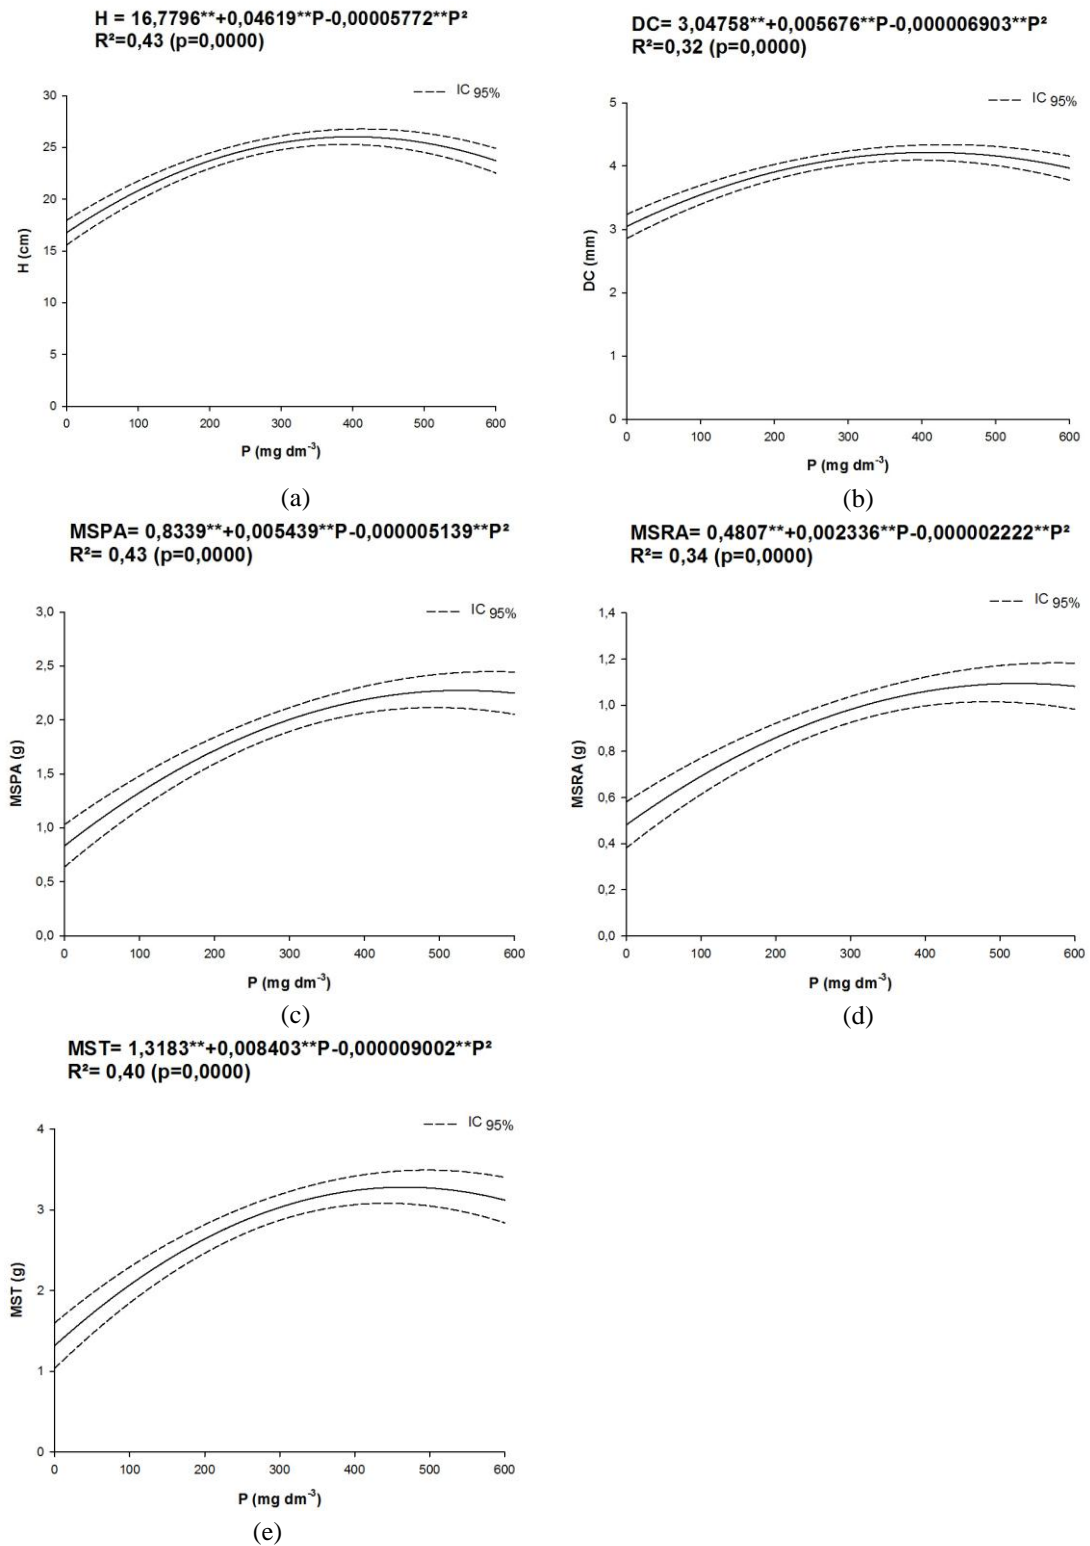 H = 16,7796**+0,04619**P-0,00005772**P²
R²=0,43 (p=0,0000)
IC 95%
30
25
20
15
10
5
0
H (cm)
0 100 200 300 400 500 600
P (mg dm-3)
(a)
DC= 3,04758**+0,005676**P-0,000006903**P²
R²=0,32 (p=0,0000)
IC 95%
5
4
3
2
1
0
DC (mm)
0 100 200 300 400 500 600
P (mg dm-3)
(b)
MSPA= 0,8339**+0,005439**P-0,000005139**P²
R²= 0,43 (p=0,0000)
IC 95%
3,0
2,5
2,0
1,5
1,0
0,5
0,0
MSPA (g)
0 100 200 300 400 500 600
P (mg dm-3)
(c)
MSRA= 0,4807**+0,002336**P-0,000002222**P²
R²= 0,34 (p=0,0000)
IC 95%
1,4
1,2
1,0
0,8
0,6
0,4
0,2
0,0
MSRA (g)
0 100 200 300 400 500 600
P (mg dm-3)
(d)
MST= 1,3183**+0,008403**P-0,000009002**P²
R²= 0,40 (p=0,0000)
IC 95%
4
3
2
1
0
MST (g)
0 100 200 300 400 500 600
P (mg dm-3)
(e)